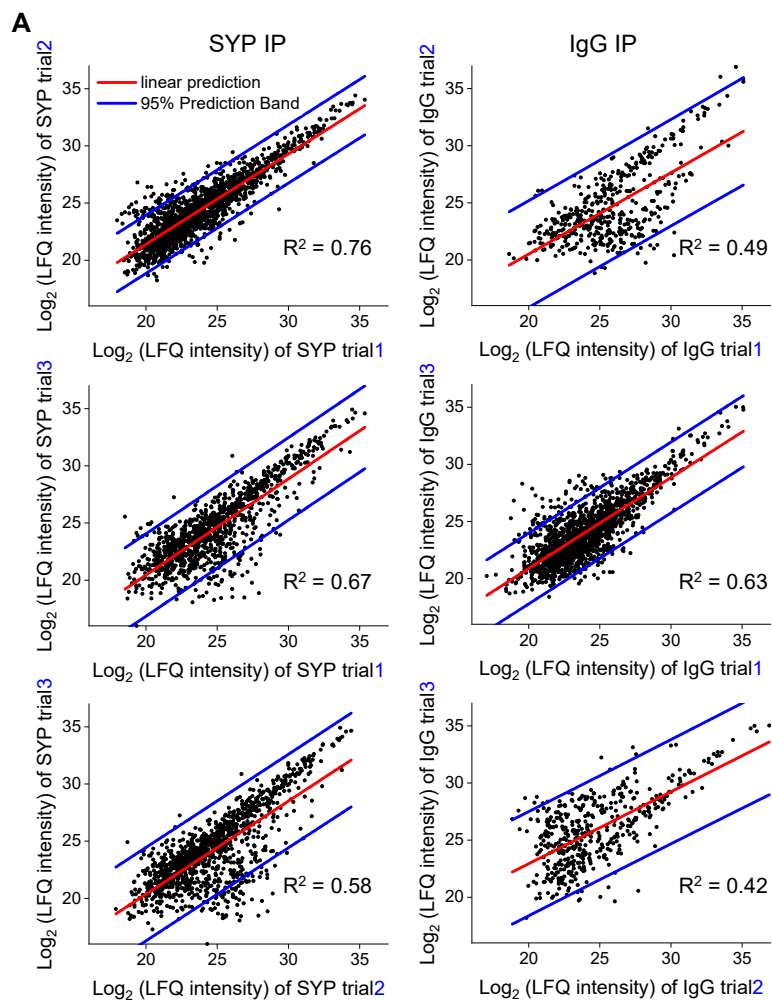 A
SYP IP
IgG IP
Log₂ (LFQ intensity) of SYP trial2
35
30
25
20
linear prediction
95% Prediction Band
R² = 0.76
20 25 30 35
Log₂ (LFQ intensity) of SYP trial1
Log₂ (LFQ intensity) of IgG trial2
35
30
25
20
R² = 0.49
20 25 30 35
Log₂ (LFQ intensity) of IgG trial1
Log₂ (LFQ intensity) of SYP trial3
35
30
25
20
R² = 0.67
20 25 30 35
Log₂ (LFQ intensity) of SYP trial1
Log₂ (LFQ intensity) of IgG trial3
35
30
25
20
R² = 0.63
20 25 30 35
Log₂ (LFQ intensity) of IgG trial1
Log₂ (LFQ intensity) of SYP trial3
35
30
25
20
R² = 0.58
20 25 30 35
Log₂ (LFQ intensity) of SYP trial2
Log₂ (LFQ intensity) of IgG trial3
35
30
25
20
R² = 0.42
20 25 30 35
Log₂ (LFQ intensity) of IgG trial2